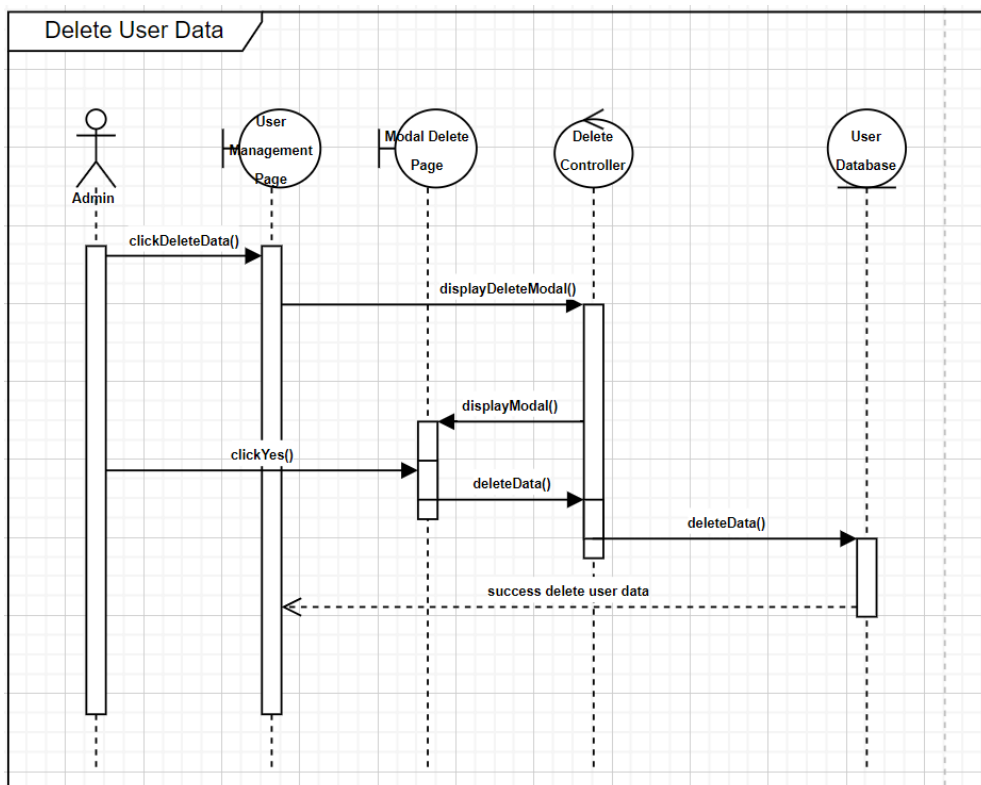 Delete User Data
Admin
User
Management
Page
Modal Delete
Page
Delete
Controller
User
Database
clickDeleteData()
displayDeleteModal()
displayModal()
clickYes()
deleteData()
deleteData()
success delete user data